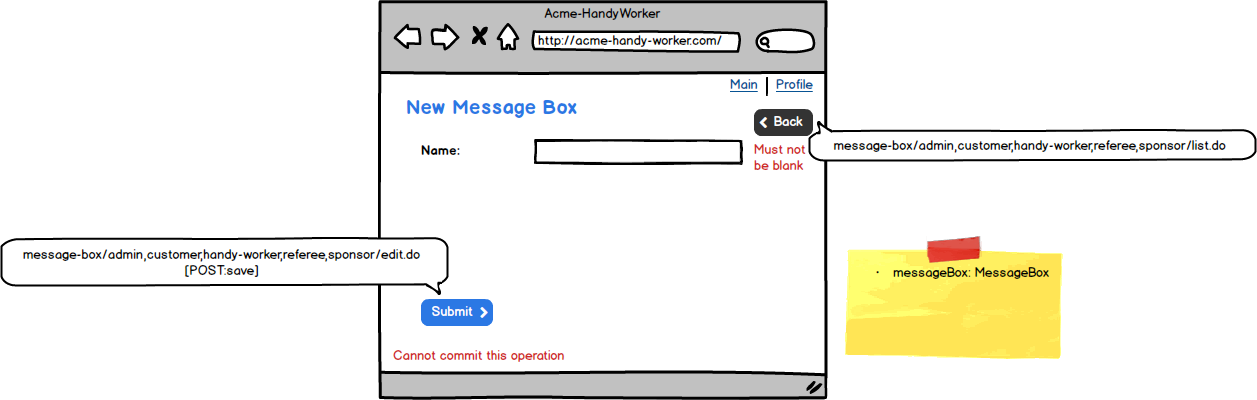 Acme-HandyWorker
http://acme-handy-worker.com/
Main
Profile
New Message Box
Back
message-box/admin,customer,handy-worker,referee,sponsor/list.do
Name:
Must not
be blank
message-box/admin,customer,handy-worker,referee,sponsor/edit.do
[POST:save]
• messageBox: MessageBox
Submit
Cannot commit this operation